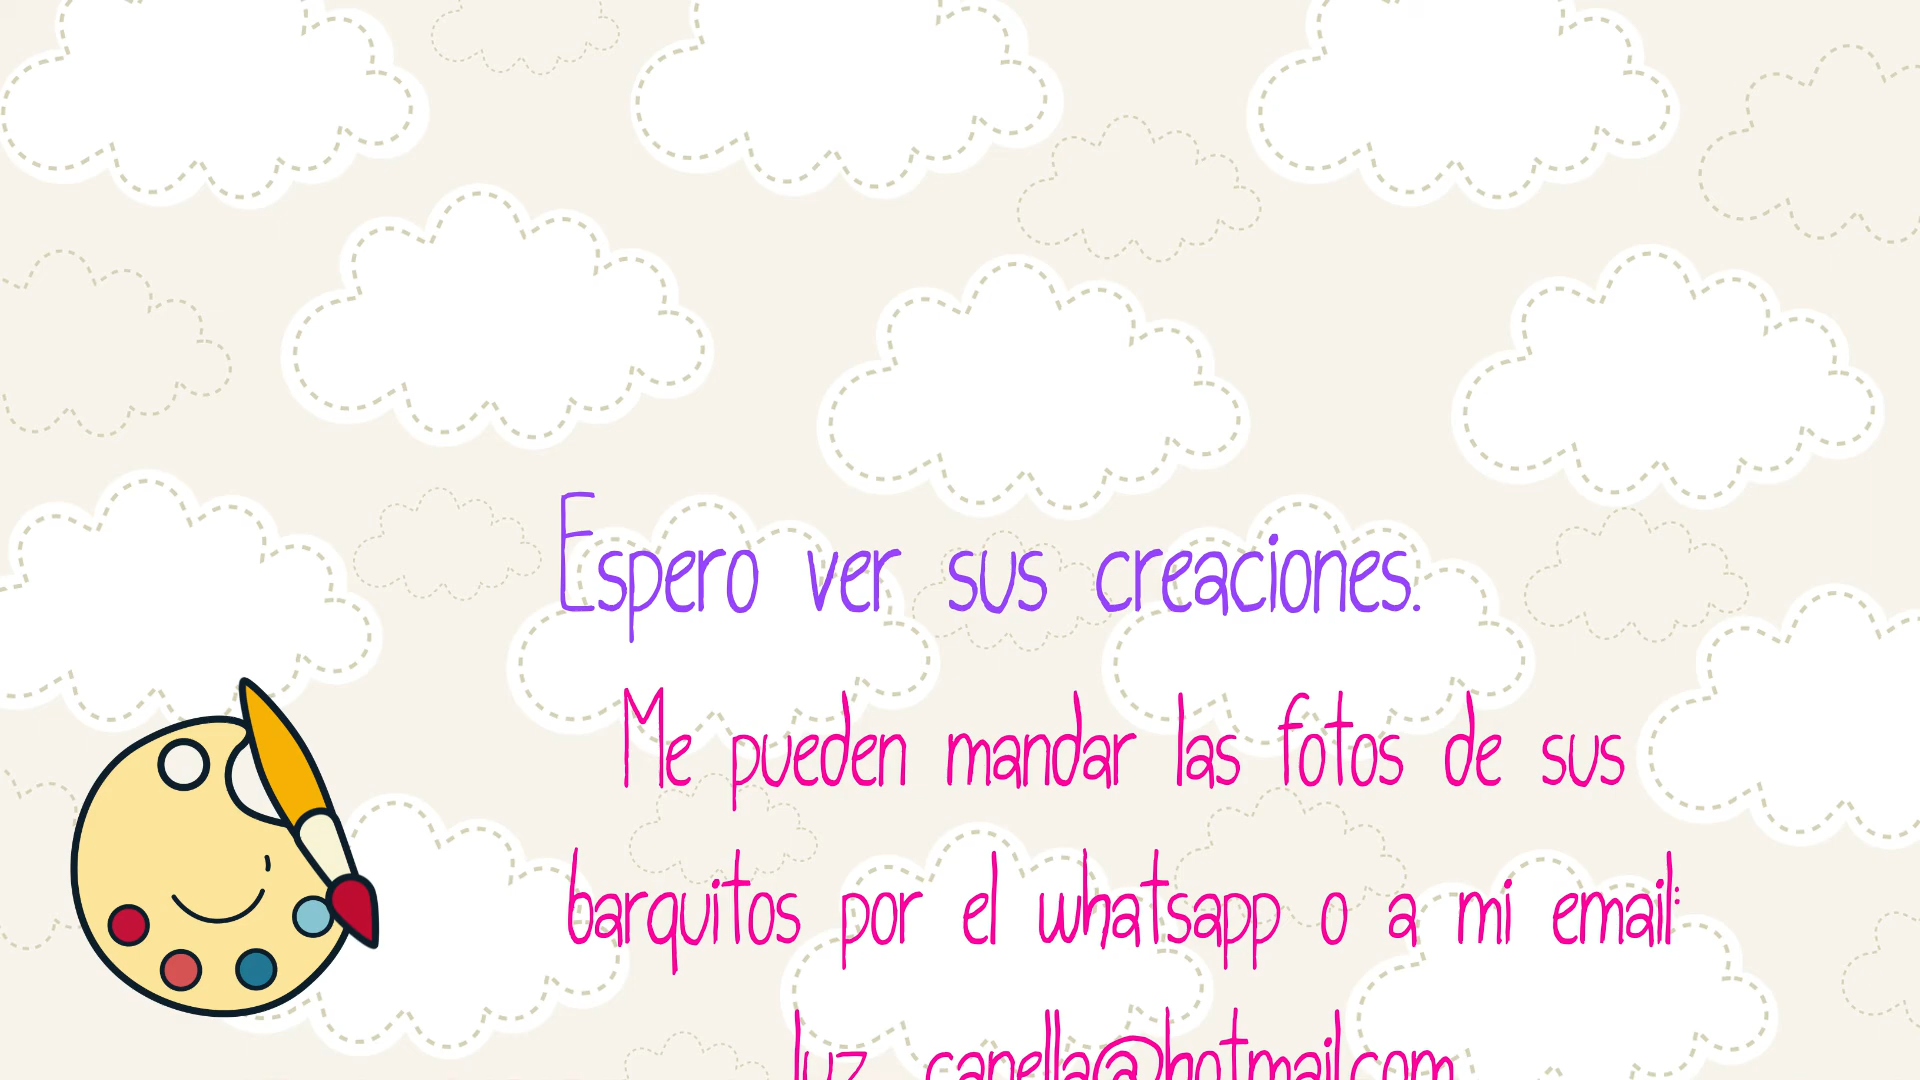 Espero ver sus creaciones.
Me pueden mandar las fotos de sus
barquitos por el whatsapp o a mi email: